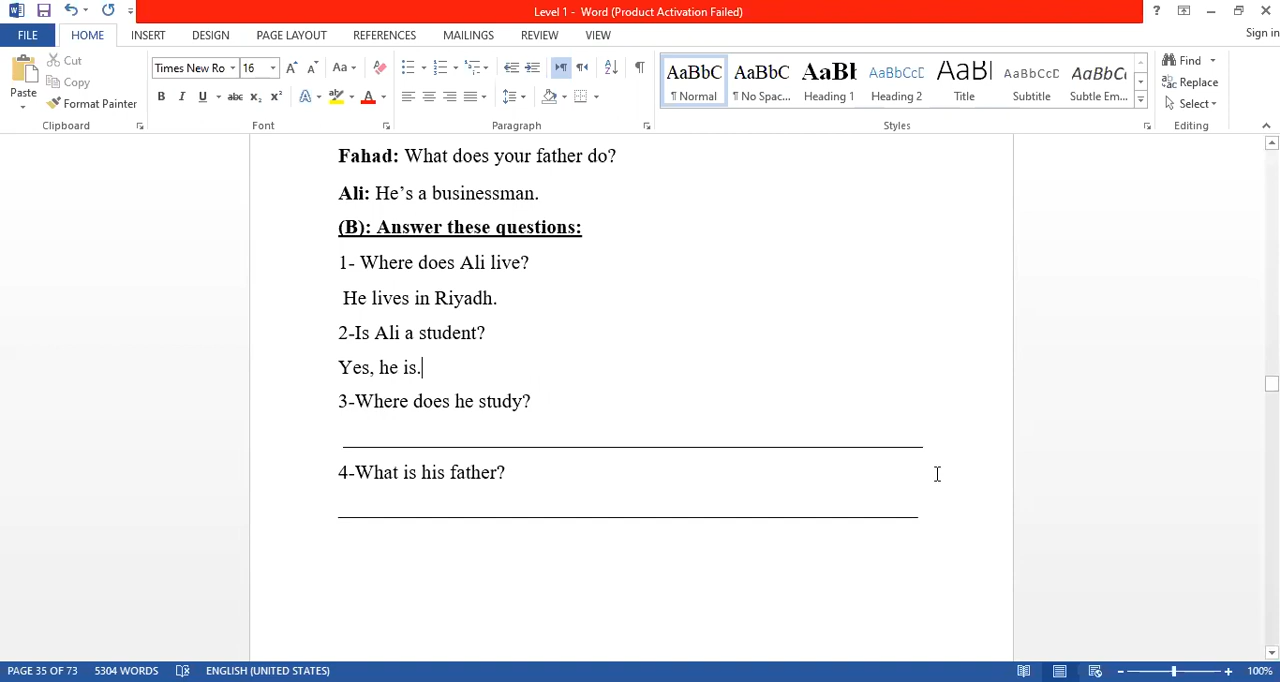 Level 1 - Word (Product Activation Failed)
FILE HOME INSERT DESIGN PAGE LAYOUT REFERENCES MAILINGS REVIEW VIEW Sign in
Paste Cut Copy Format Painter Clipboard
Times New Ro 16 Font
Paragraph
AaBbC AaBbC AaBbI AaBbCcD AaBI AaBbCcD AaBbCc
¶ Normal ¶ No Spac... Heading 1 Heading 2 Title Subtitle Subtle Em...
Styles
Find Replace Select Editing
Fahad: What does your father do?
Ali: He’s a businessman.
(B): Answer these questions:
1- Where does Ali live?
He lives in Riyadh.
2-Is Ali a student?
Yes, he is.
3-Where does he study?
4-What is his father?
PAGE 35 OF 73 5304 WORDS ENGLISH (UNITED STATES) 100%